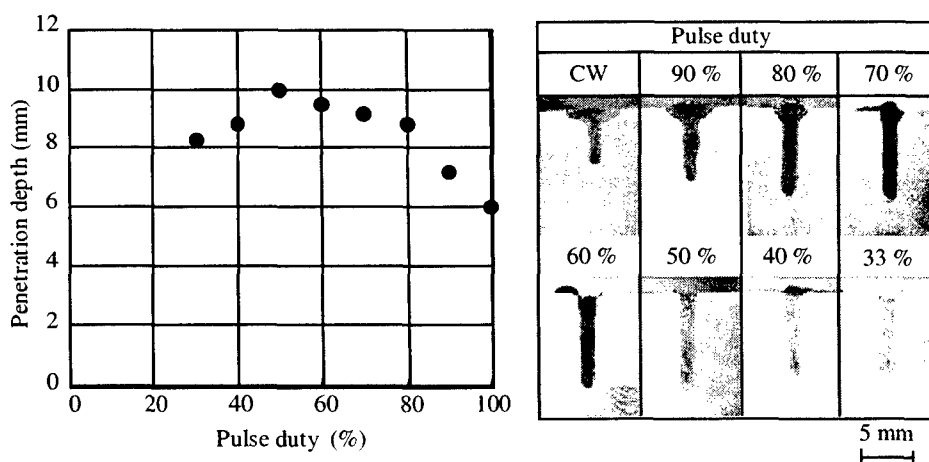 12
10
8
6
4
2
0
0 20 40 60 80 100
Penetration depth (mm)
Pulse duty (%)
Pulse duty
CW 90 % 80 % 70 %
60 % 50 % 40 % 33 %
5 mm